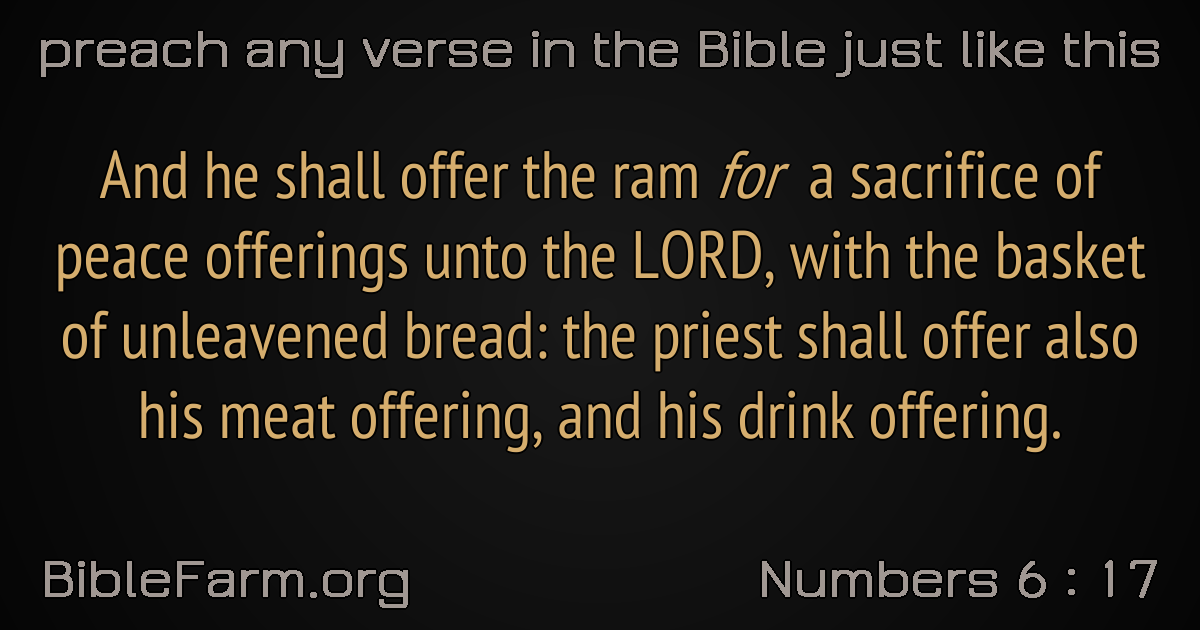 preach any verse in the Bible just like this
And he shall offer the ram for a sacrifice of
peace offerings unto the LORD, with the basket
of unleavened bread: the priest shall offer also
his meat offering, and his drink offering.
BibleFarm.org
Numbers 6 : 17